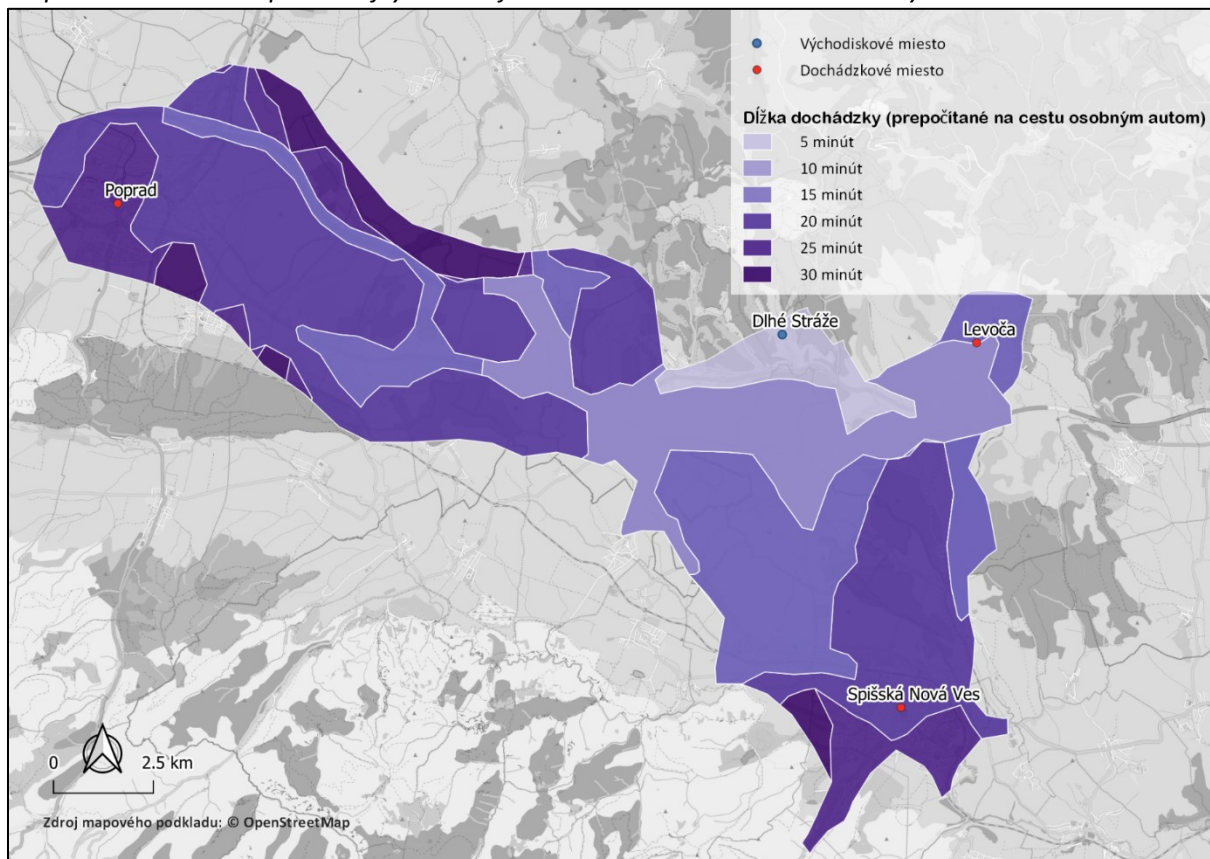 Východiskové miesto
Dochádzkové miesto
Dĺžka dochádzky (prepočítané na cestu osobným autom)
5 minút
10 minút
15 minút
20 minút
25 minút
30 minút
Poprad
Dlhé Stráže
Levoča
Spišská Nová Ves
0 2.5 km
Zdroj mapového podkladu: © OpenStreetMap